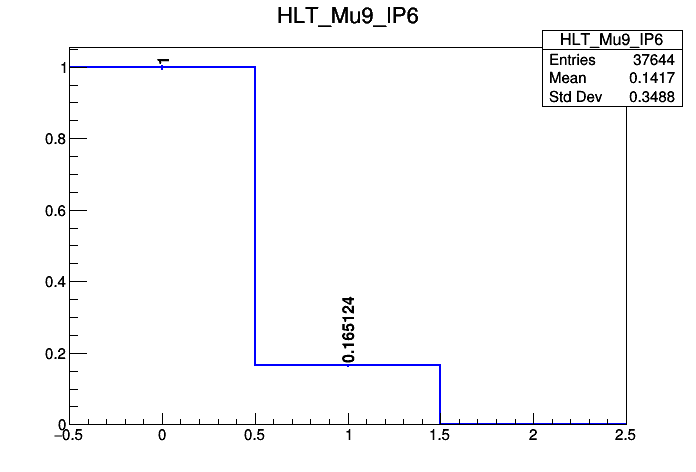 HLT_Mu9_IP6
HLT_Mu9_IP6
Entries 37644
Mean 0.1417
Std Dev 0.3488
1
0.8
0.6
0.4
0.2
0
1
0.165124
−0.5 0 0.5 1 1.5 2 2.5